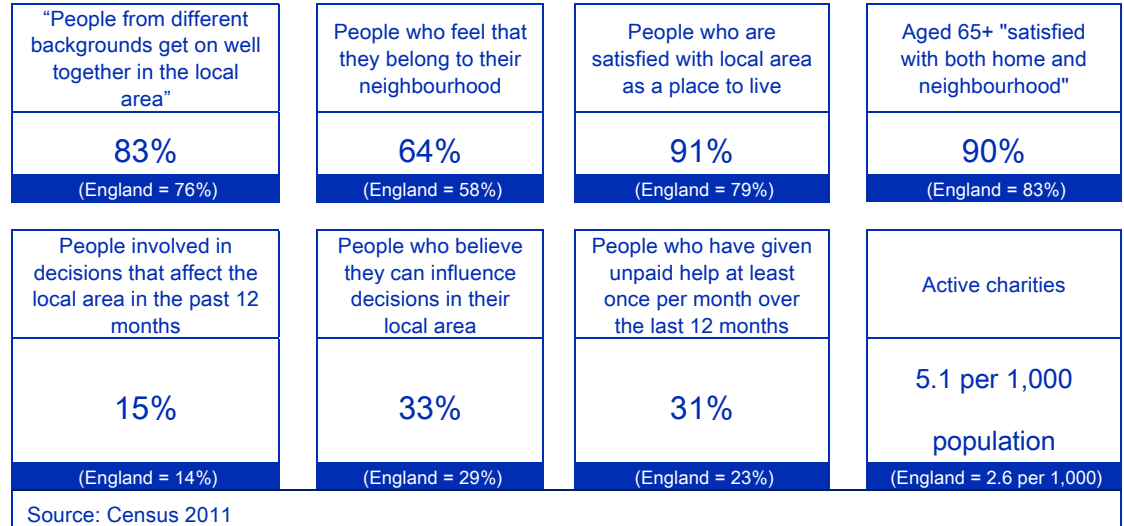 “People from different
backgrounds get on well
together in the local
area”
83%
(England = 76%)
People who feel that
they belong to their
neighbourhood
64%
(England = 58%)
People who are
satisfied with local area
as a place to live
91%
(England = 79%)
Aged 65+ "satisfied
with both home and
neighbourhood"
90%
(England = 83%)
People involved in
decisions that affect the
local area in the past 12
months
15%
(England = 14%)
People who believe
they can influence
decisions in their
local area
33%
(England = 29%)
People who have given
unpaid help at least
once per month over
the last 12 months
31%
(England = 23%)
Active charities
5.1 per 1,000
population
(England = 2.6 per 1,000)
Source: Census 2011